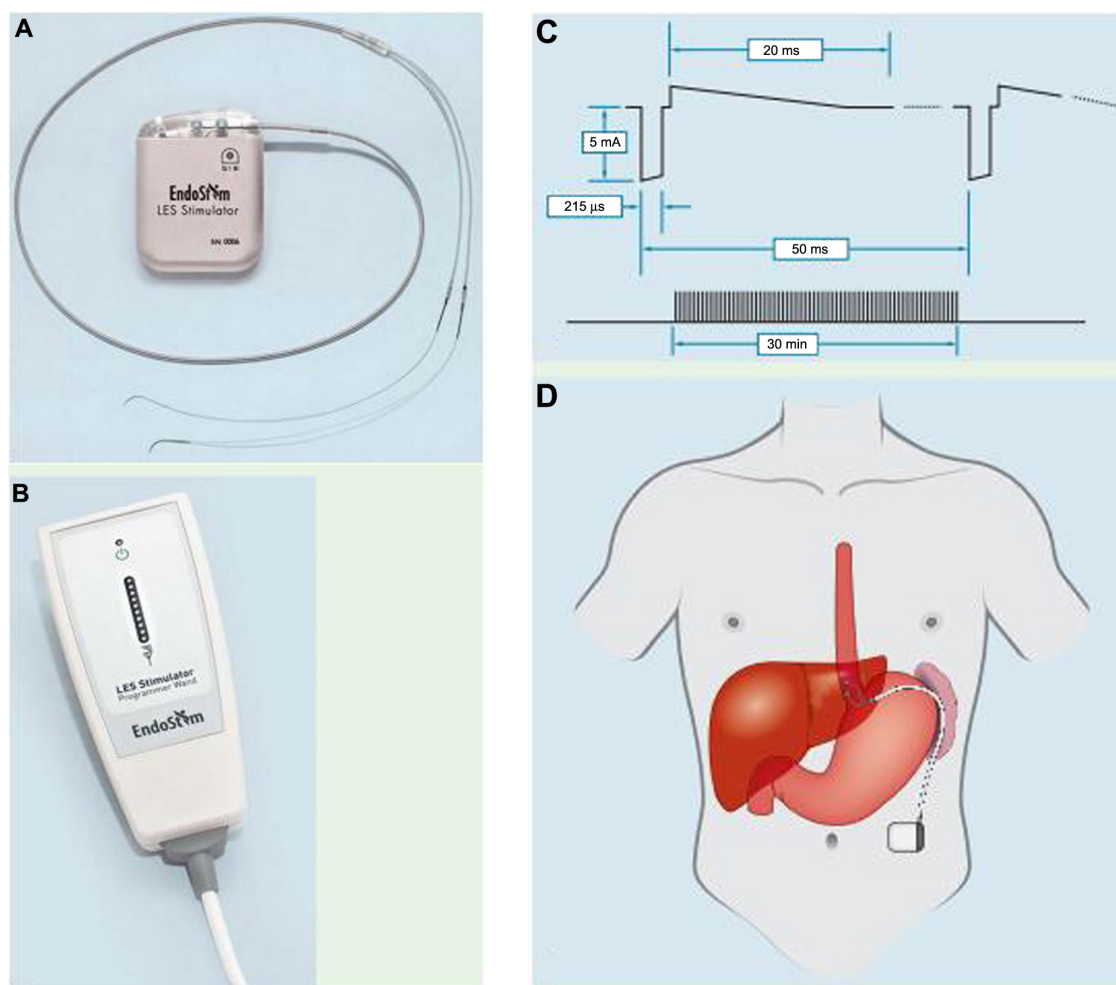 A
EndoStim
LES Stimulator
SN 0006
B
LES Stimulator
Programmer Wand
EndoStim
C
20 ms
5 mA
215 µs
50 ms
30 min
D